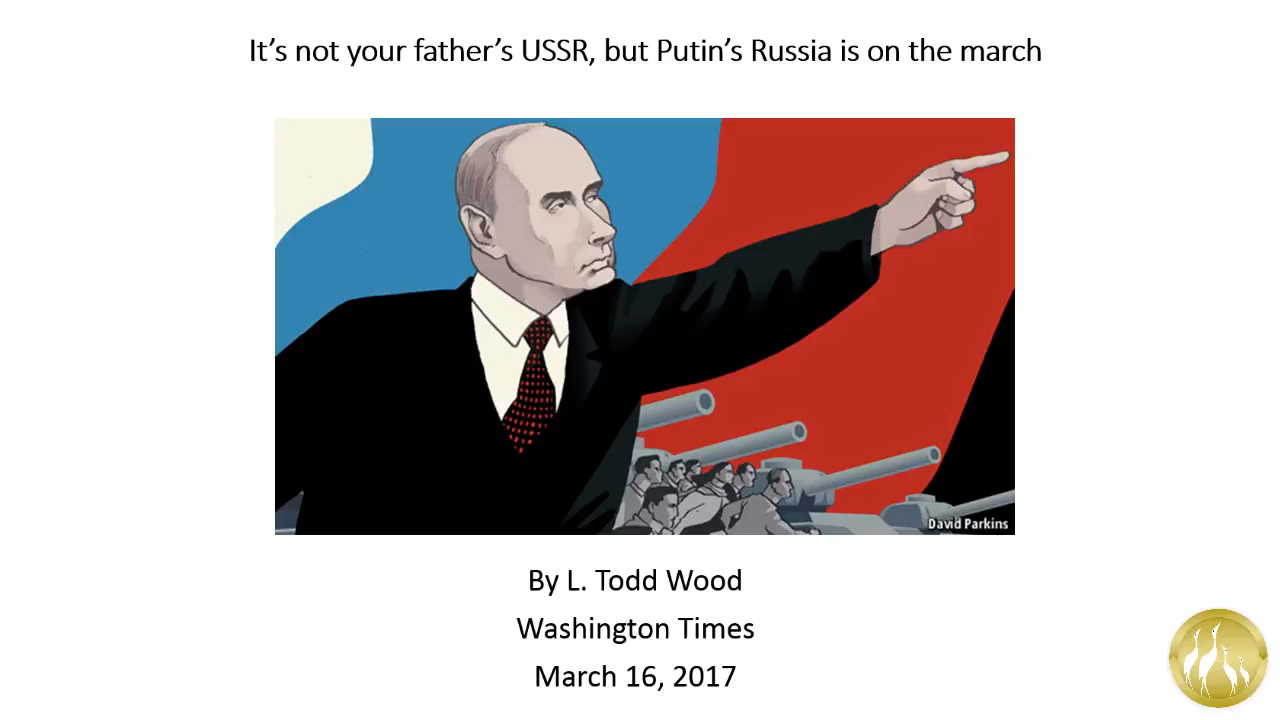 It’s not your father’s USSR, but Putin’s Russia is on the march
David Parkins
By L. Todd Wood
Washington Times
March 16, 2017